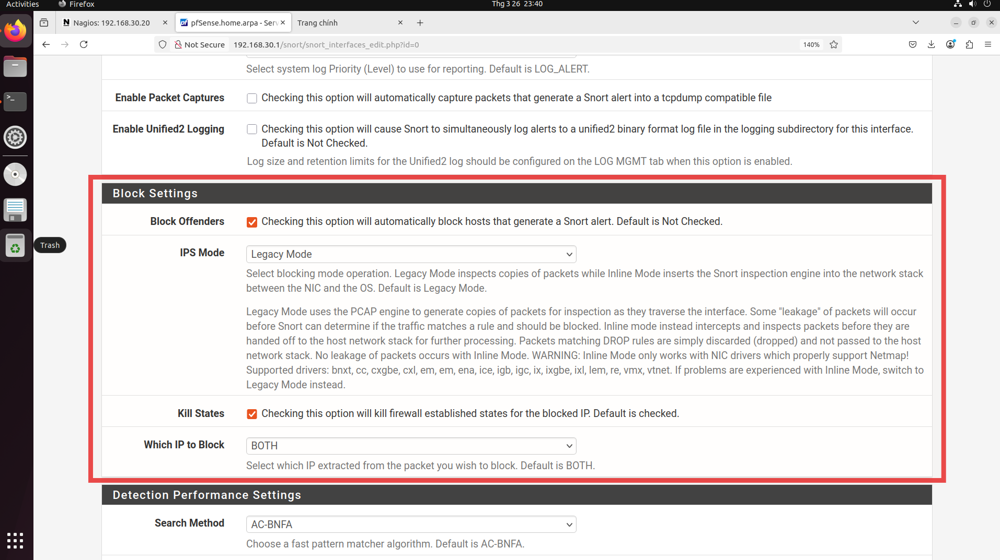 Activities
Firefox
Thg 3 26 23:40
Nagios: 192.168.30.20
pfSense.home.arpa - Serv
Trang chính
Not Secure
192.168.30.1/snort/snort_interfaces_edit.php?id=0
140%
Select system log Priority (Level) to use for reporting. Default is LOG_ALERT.
Enable Packet Captures
Checking this option will automatically capture packets that generate a Snort alert into a tcpdump compatible file
Enable Unified2 Logging
Checking this option will cause Snort to simultaneously log alerts to a unified2 binary format log file in the logging subdirectory for this interface.
Default is Not Checked.
Log size and retention limits for the Unified2 log should be configured on the LOG MGMT tab when this option is enabled.
Block Settings
Block Offenders
Checking this option will automatically block hosts that generate a Snort alert. Default is Not Checked.
Trash
IPS Mode
Legacy Mode
Select blocking mode operation. Legacy Mode inspects copies of packets while Inline Mode inserts the Snort inspection engine into the network stack
between the NIC and the OS. Default is Legacy Mode.
Legacy Mode uses the PCAP engine to generate copies of packets for inspection as they traverse the interface. Some "leakage" of packets will occur
before Snort can determine if the traffic matches a rule and should be blocked. Inline mode instead intercepts and inspects packets before they are
handed off to the host network stack for further processing. Packets matching DROP rules are simply discarded (dropped) and not passed to the host
network stack. No leakage of packets occurs with Inline Mode. WARNING: Inline Mode only works with NIC drivers which properly support Netmap!
Supported drivers: bnxt, cc, cxgbe, cxl, em, em, ena, ice, igb, igc, ix, ixgbe, ixl, lem, re, vmx, vtnet. If problems are experienced with Inline Mode, switch to
Legacy Mode instead.
Kill States
Checking this option will kill firewall established states for the blocked IP. Default is checked.
Which IP to Block
BOTH
Select which IP extracted from the packet you wish to block. Default is BOTH.
Detection Performance Settings
Search Method
AC-BNFA
Choose a fast pattern matcher algorithm. Default is AC-BNFA.